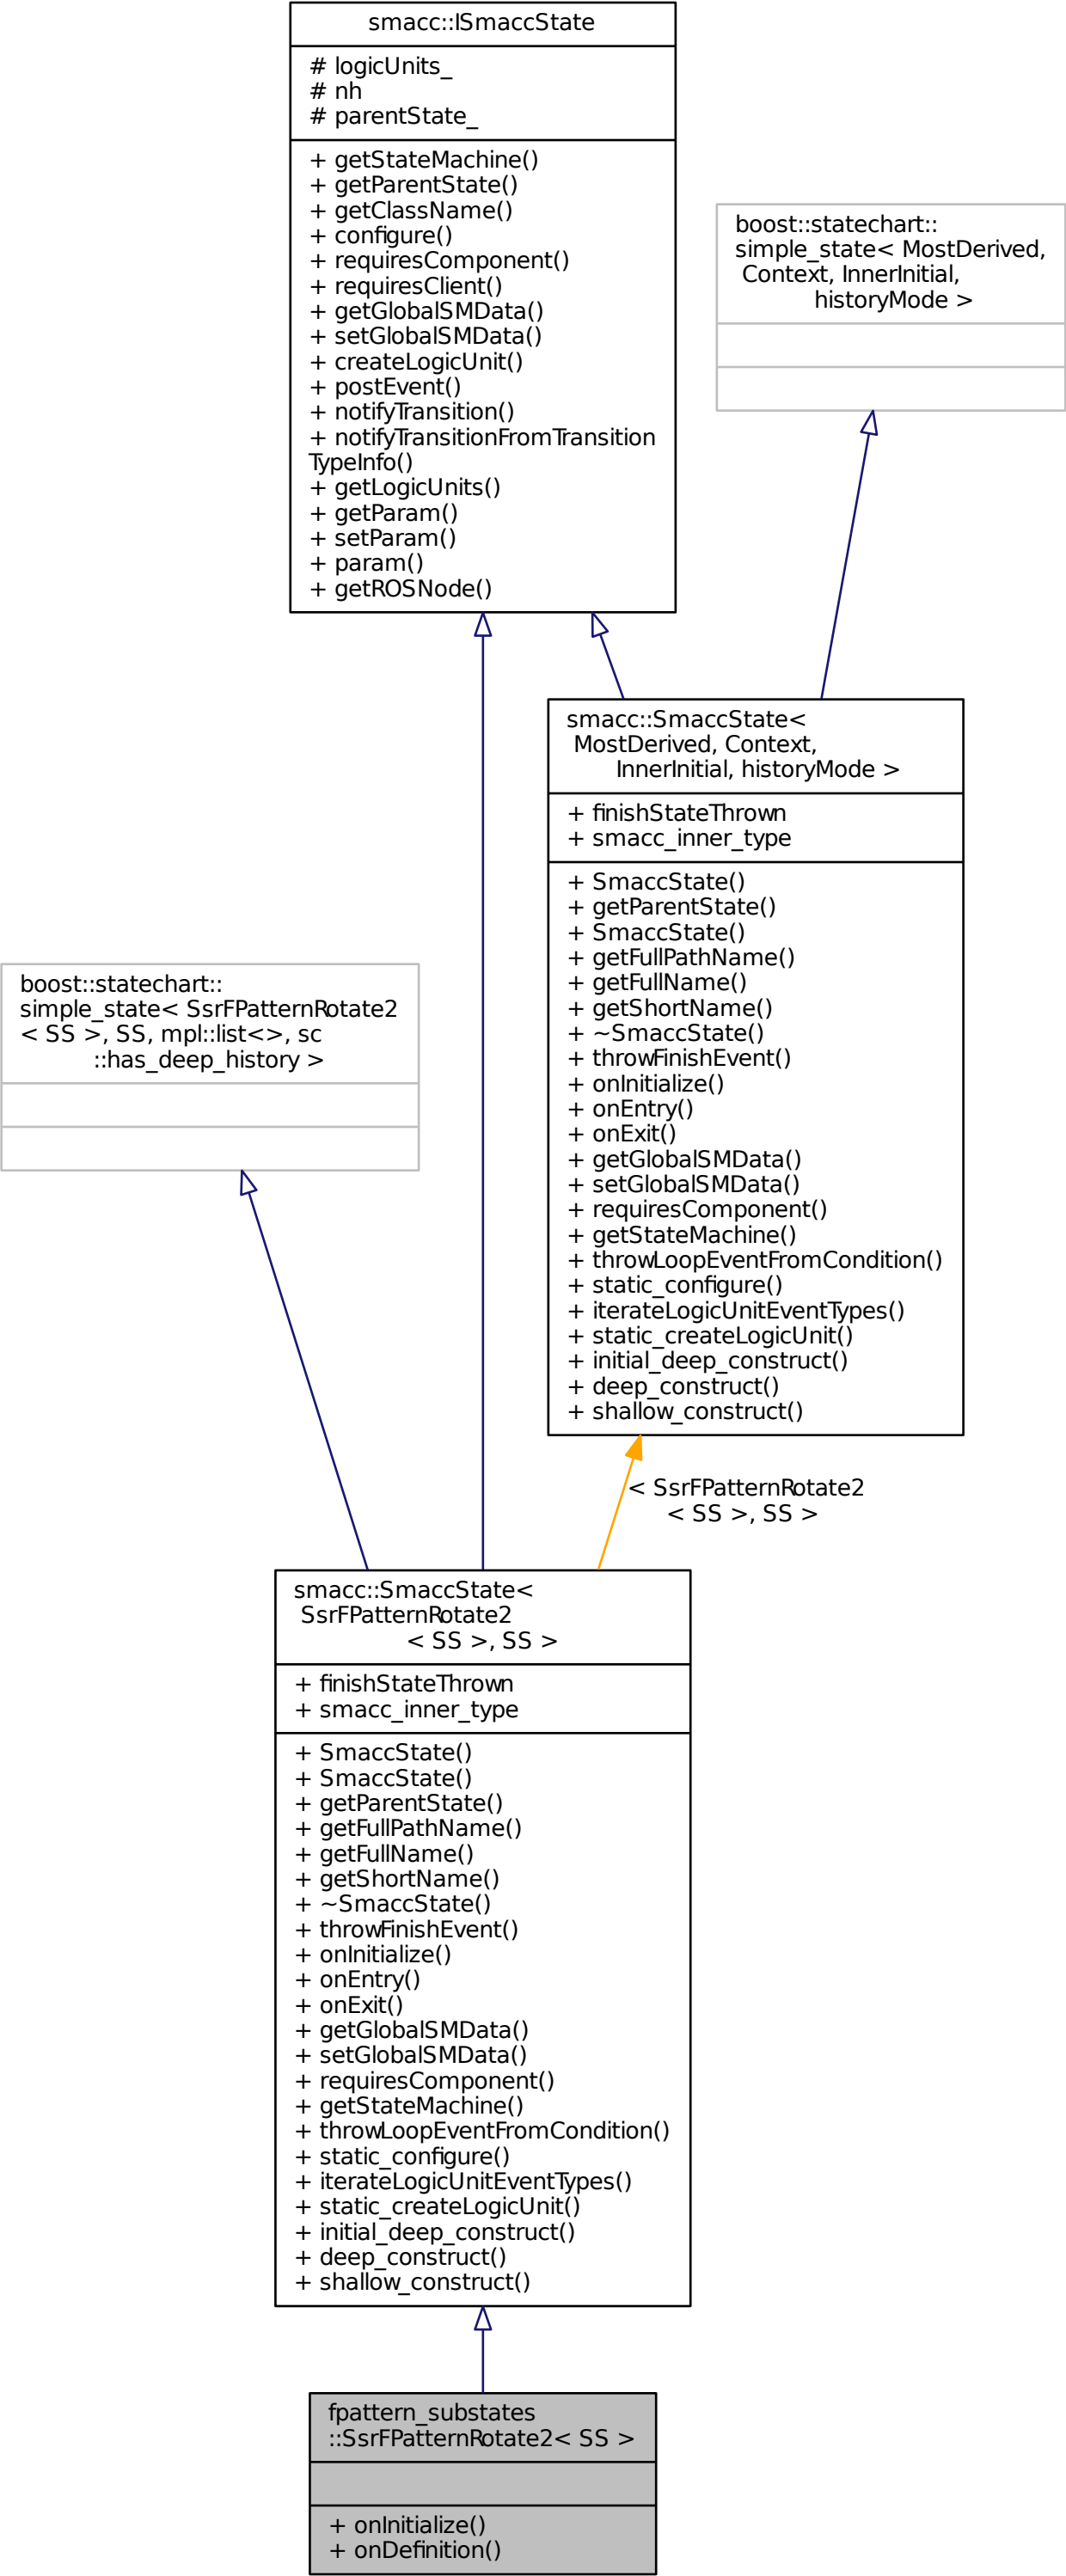 smacc::ISmaccState
# logicUnits_
# nh
# parentState_
+ getStateMachine()
+ getParentState()
+ getClassName()
+ configure()
+ requiresComponent()
+ requiresClient()
+ getGlobalSMData()
+ setGlobalSMData()
+ createLogicUnit()
+ postEvent()
+ notifyTransition()
+ notifyTransitionFromTransition
TypeInfo()
+ getLogicUnits()
+ getParam()
+ setParam()
+ param()
+ getROSNode()
boost::statechart::
simple_state< MostDerived,
Context, InnerInitial,
historyMode >
smacc::SmaccState<
MostDerived, Context,
InnerInitial, historyMode >
+ finishStateThrown
+ smacc_inner_type
+ SmaccState()
+ getParentState()
+ SmaccState()
+ getFullPathName()
+ getFullName()
+ getShortName()
+ ~SmaccState()
+ throwFinishEvent()
+ onInitialize()
+ onEntry()
+ onExit()
+ getGlobalSMData()
+ setGlobalSMData()
+ requiresComponent()
+ getStateMachine()
+ throwLoopEventFromCondition()
+ static_configure()
+ iterateLogicUnitEventTypes()
+ static_createLogicUnit()
+ initial_deep_construct()
+ deep_construct()
+ shallow_construct()
boost::statechart::
simple_state< SsrFPatternRotate2
< SS >, SS, mpl::list<>, sc
::has_deep_history >
< SsrFPatternRotate2
< SS >, SS >
smacc::SmaccState<
SsrFPatternRotate2
< SS >, SS >
+ finishStateThrown
+ smacc_inner_type
+ SmaccState()
+ SmaccState()
+ getParentState()
+ getFullPathName()
+ getFullName()
+ getShortName()
+ ~SmaccState()
+ throwFinishEvent()
+ onInitialize()
+ onEntry()
+ onExit()
+ getGlobalSMData()
+ setGlobalSMData()
+ requiresComponent()
+ getStateMachine()
+ throwLoopEventFromCondition()
+ static_configure()
+ iterateLogicUnitEventTypes()
+ static_createLogicUnit()
+ initial_deep_construct()
+ deep_construct()
+ shallow_construct()
fpattern_substates
::SsrFPatternRotate2< SS >
+ onInitialize()
+ onDefinition()